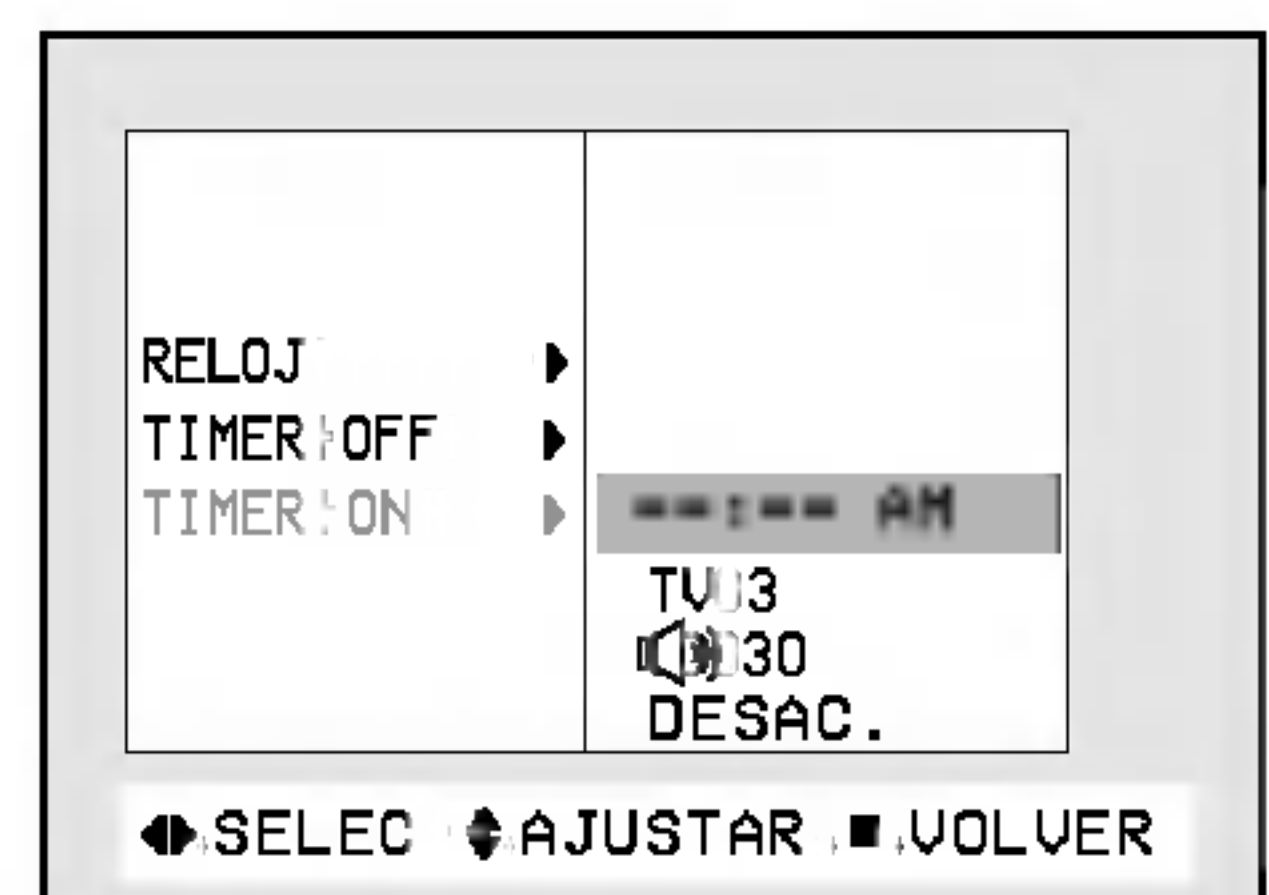 RELOJ
TIMER OFF
TIMER ON
--:-- AM
TV 3
30
DESAC.
SELEC AJUSTAR VOLVER